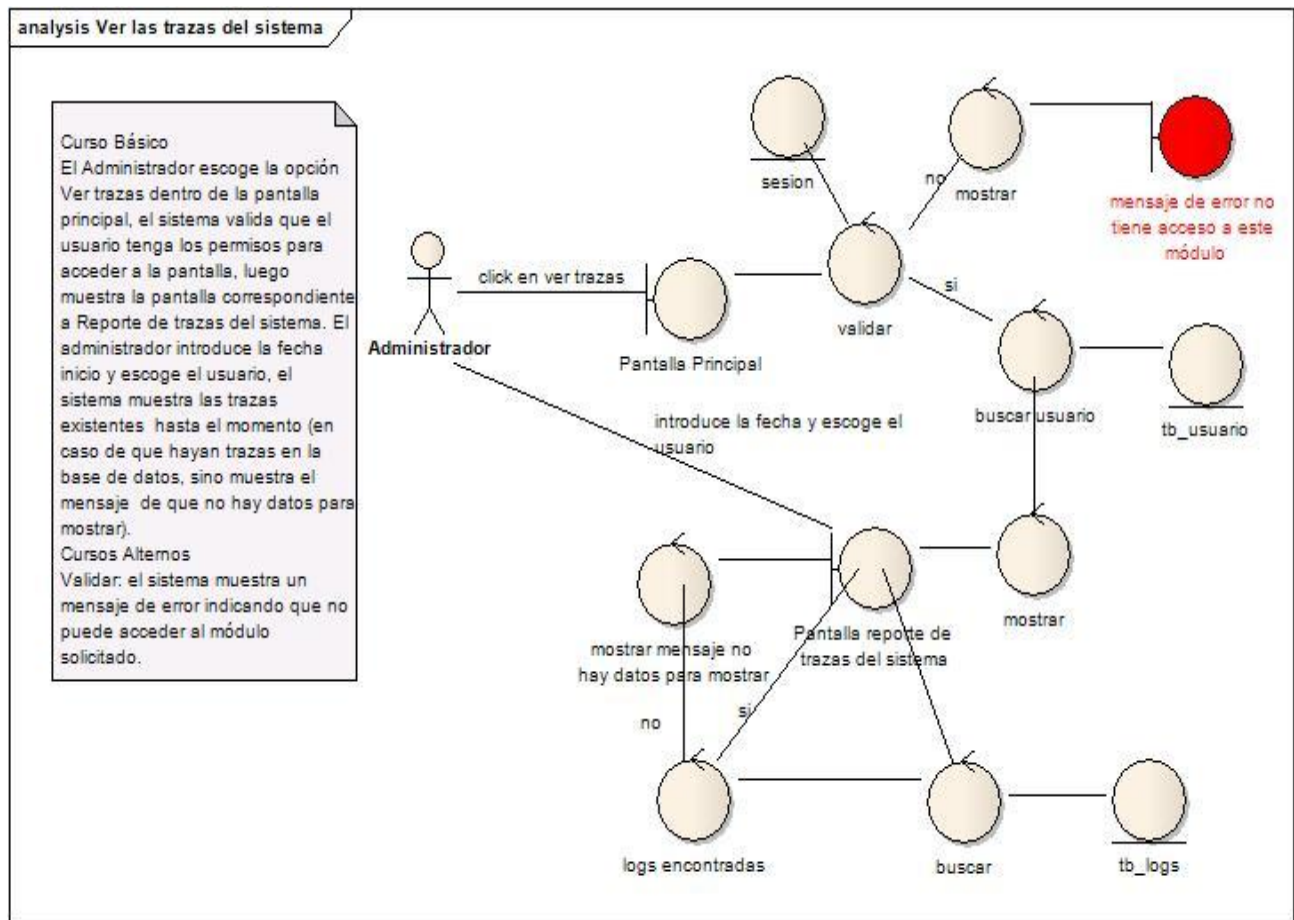 analysis Ver las trazas del sistema
Curso Básico
El Administrador escoge la opción
Ver trazas dentro de la pantalla
principal, el sistema valida que el
usuario tenga los permisos para
acceder a la pantalla, luego
muestra la pantalla correspondiente
a Reporte de trazas del sistema. El
administrador introduce la fecha
inicio y escoge el usuario, el
sistema muestra las trazas
existentes hasta el momento (en
caso de que hayan trazas en la
base de datos, sino muestra el
mensaje de que no hay datos para
mostrar).
Cursos Alternos
Validar: el sistema muestra un
mensaje de error indicando que no
puede acceder al módulo
solicitado.
sesion
no
mostrar
mensaje de error no
tiene acceso a este
módulo
click en ver trazas
si
validar
Administrador
Pantalla Principal
buscar usuario
tb_usuario
introduce la fecha y escoge el
usuario
mostrar
mostrar mensaje no
hay datos para mostrar
Pantalla reporte de
trazas del sistema
no
si
logs encontradas
buscar
tb_logs